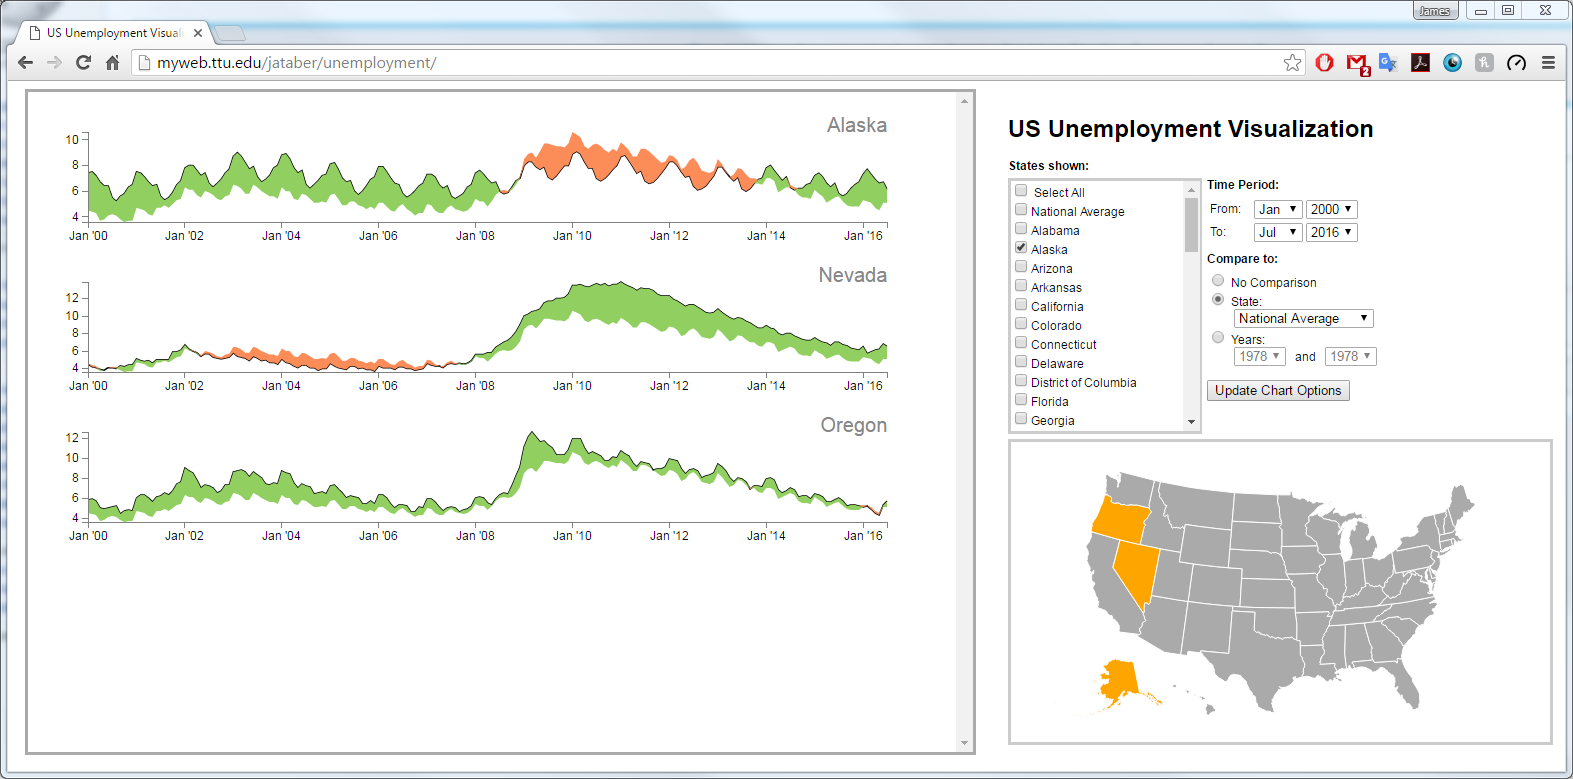 James
US Unemployment Visuali
myweb.ttu.edu/jataber/unemployment/
2
Alaska
10
8
6
4
Jan '00 Jan '02 Jan '04 Jan '06 Jan '08 Jan '10 Jan '12 Jan '14 Jan '16
Nevada
12
10
8
6
4
Jan '00 Jan '02 Jan '04 Jan '06 Jan '08 Jan '10 Jan '12 Jan '14 Jan '16
Oregon
12
10
8
6
4
Jan '00 Jan '02 Jan '04 Jan '06 Jan '08 Jan '10 Jan '12 Jan '14 Jan '16
US Unemployment Visualization
States shown:
Select All
National Average
Alabama
Alaska
Arizona
Arkansas
California
Colorado
Connecticut
Delaware
District of Columbia
Florida
Georgia
Time Period:
From: Jan 2000
To: Jul 2016
Compare to:
No Comparison
State:
National Average
Years:
1978 and 1978
Update Chart Options